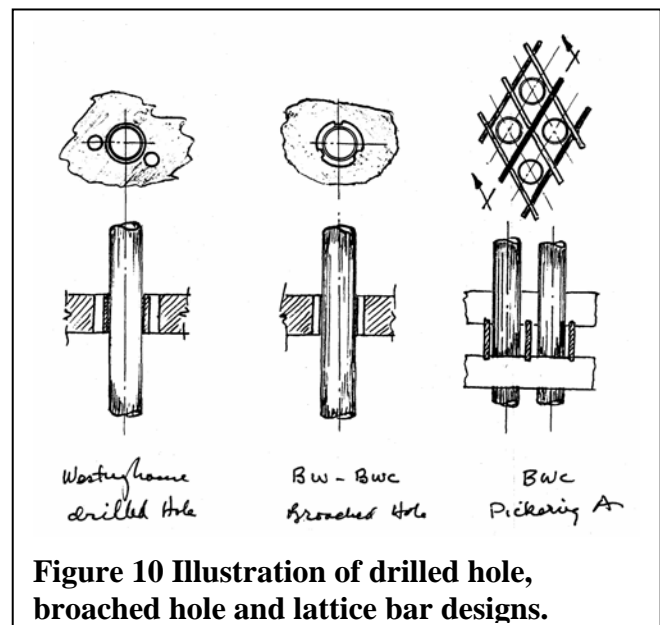 Westinghouse
drilled Hole
BW - BWC
Broached Hole
BWC
Pickering A
Figure 10 Illustration of drilled hole,
broached hole and lattice bar designs.